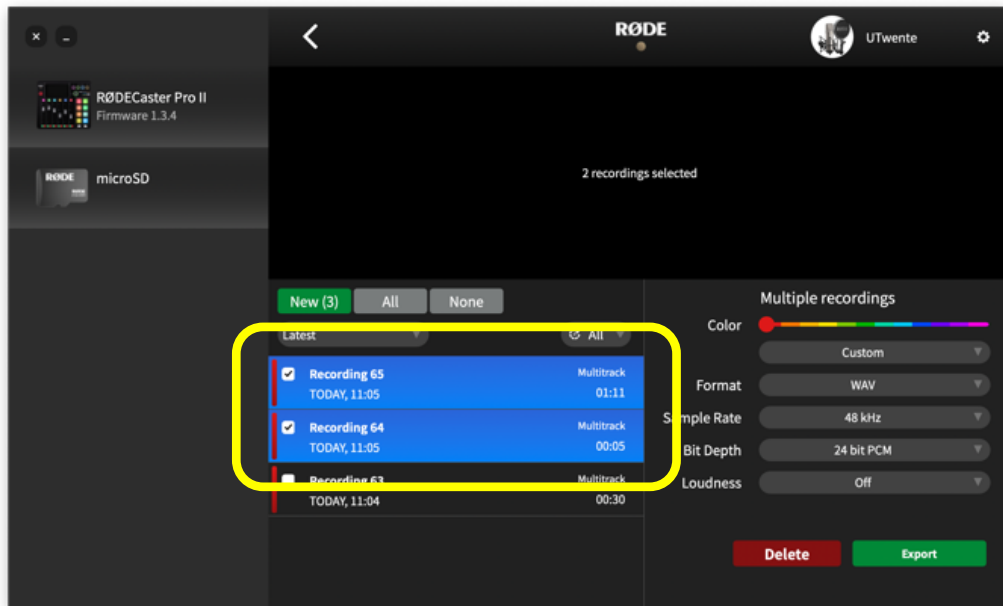 RØDE
UTwente
RØDECaster Pro II
Firmware 1.3.4
RØDE
microSD
2 recordings selected
New (3)
All
None
Latest
All
Recording 65
Multitrack
TODAY, 11:05
01:11
Recording 64
Multitrack
TODAY, 11:05
00:05
Recording 63
Multitrack
TODAY, 11:04
00:30
Multiple recordings
Color
Custom
Format
WAV
Sample Rate
48 kHz
Bit Depth
24 bit PCM
Loudness
Off
Delete
Export